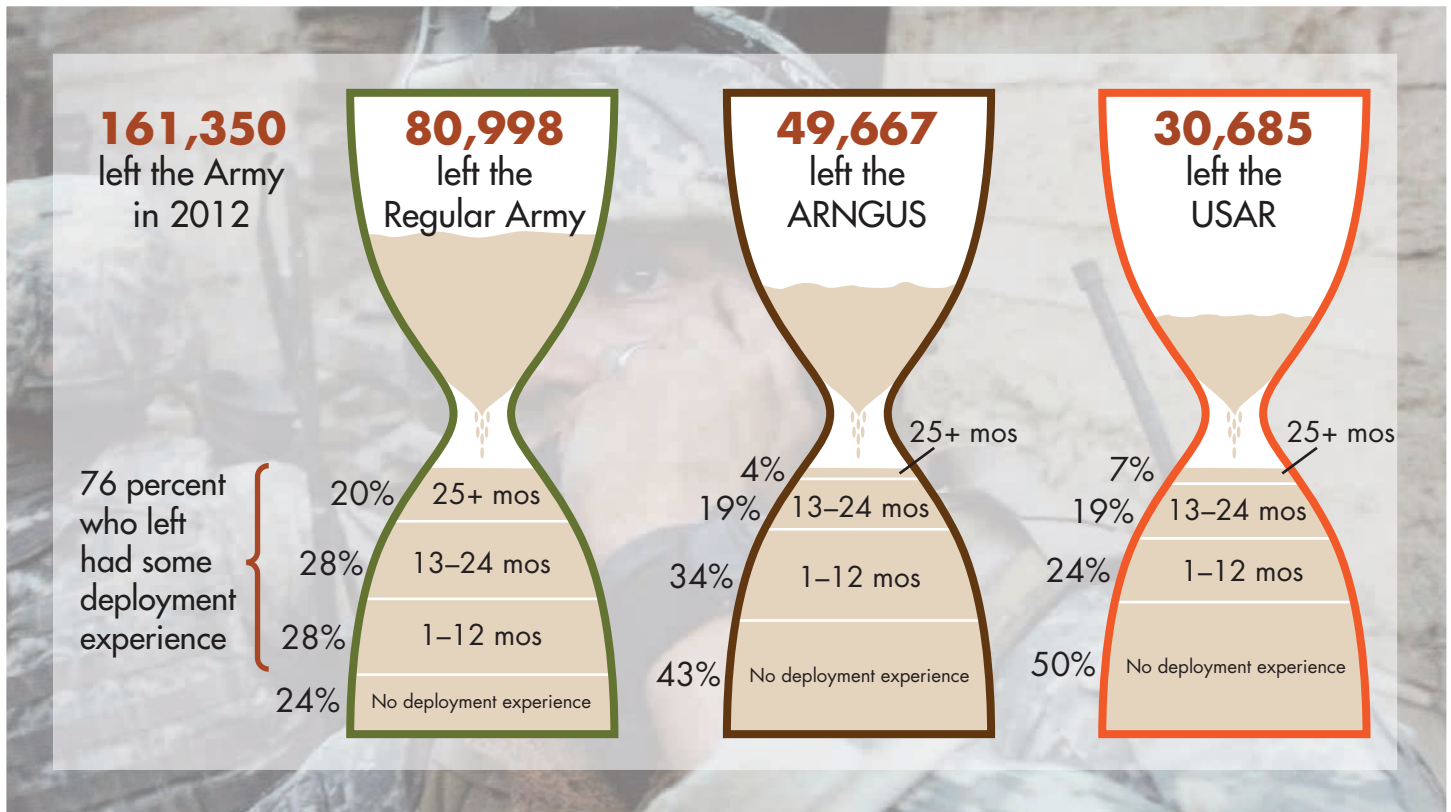 161,350
left the Army
in 2012
80,998
left the
Regular Army
49,667
left the
ARNGUS
30,685
left the
USAR
76 percent
who left
had some
deployment
experience
20%
25+ mos
28%
13–24 mos
28%
1–12 mos
24%
No deployment experience
25+ mos
4%
19%
13–24 mos
34%
1–12 mos
43%
No deployment experience
25+ mos
7%
19%
13–24 mos
24%
1–12 mos
50%
No deployment experience